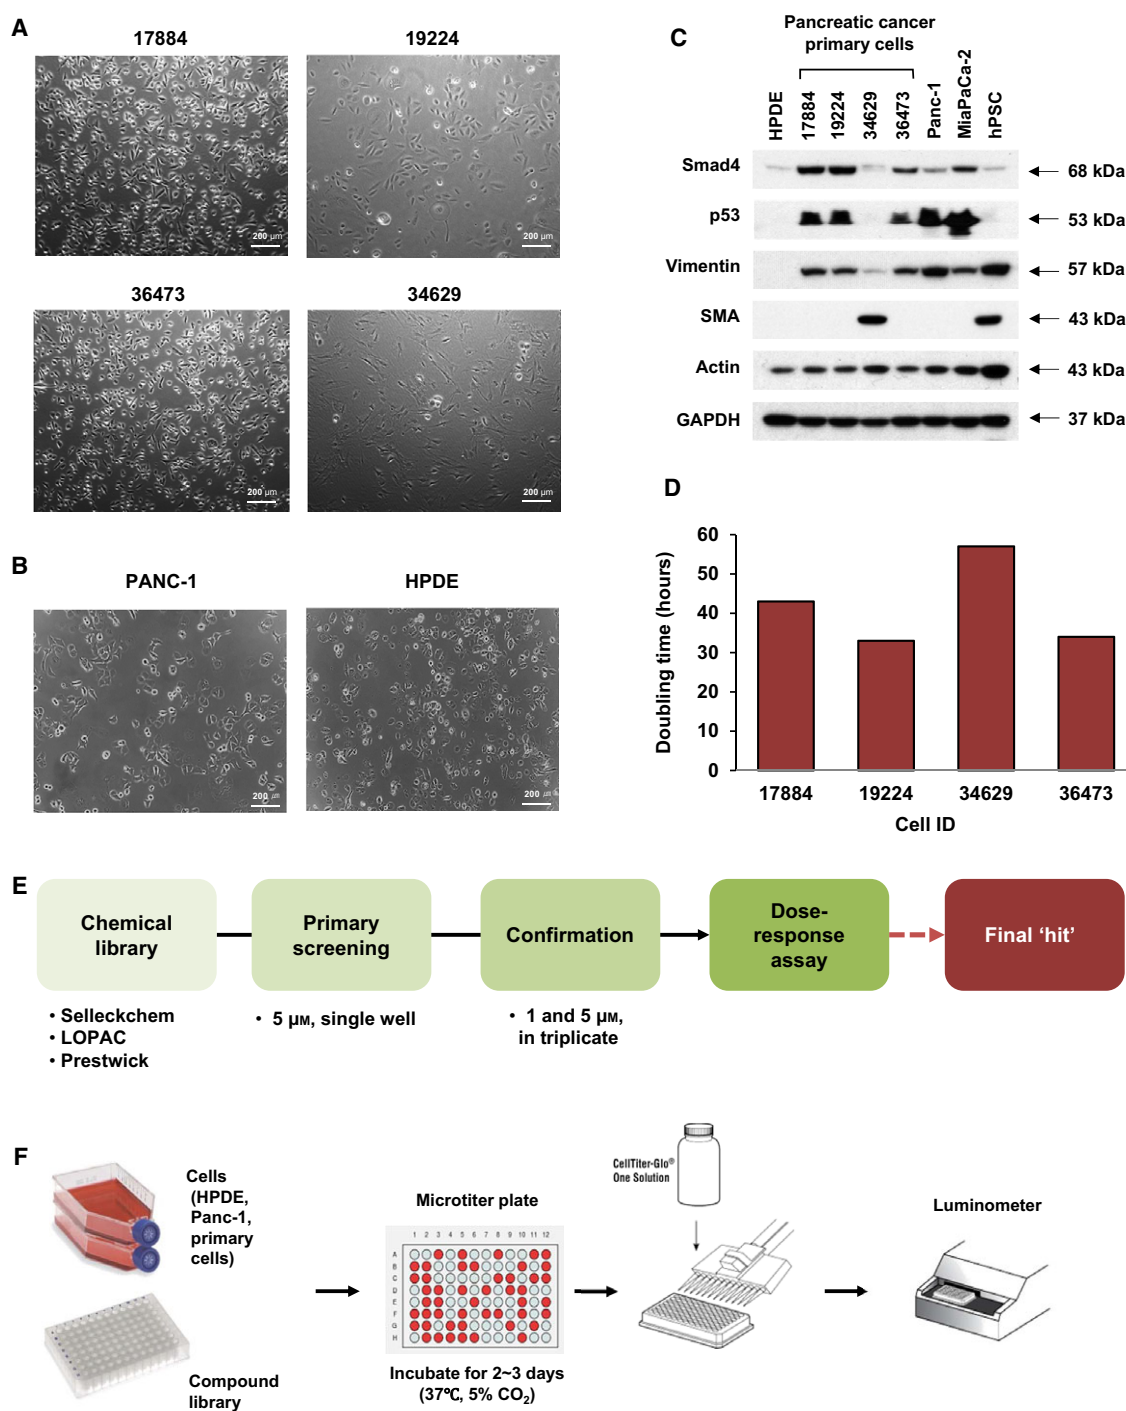 A
17884
19224
200 µm
200 µm
36473
34629
200 µm
200 µm
B
PANC-1
HPDE
200 µm
200 µm
C
Pancreatic cancer
primary cells
HPDE
17884
19224
34629
36473
Panc-1
MiaPaCa-2
hPSC
Smad4
68 kDa
p53
53 kDa
Vimentin
57 kDa
SMA
43 kDa
Actin
43 kDa
GAPDH
37 kDa
D
Doubling time (hours)
60
50
40
30
20
10
0
17884
19224
34629
36473
Cell ID
E
Chemical
library
Primary
screening
Confirmation
Dose-
response
assay
Final ‘hit’
• Selleckchem
• LOPAC
• Prestwick
• 5 µM, single well
• 1 and 5 µM,
in triplicate
F
Cells
(HPDE,
Panc-1,
primary
cells)
Compound
library
Microtiter plate
1 2 3 4 5 6 7 8 9 10 11 12
A
B
C
D
E
F
G
H
Incubate for 2~3 days
(37℃, 5% CO₂)
CellTiter-Glo®
One Solution
Luminometer